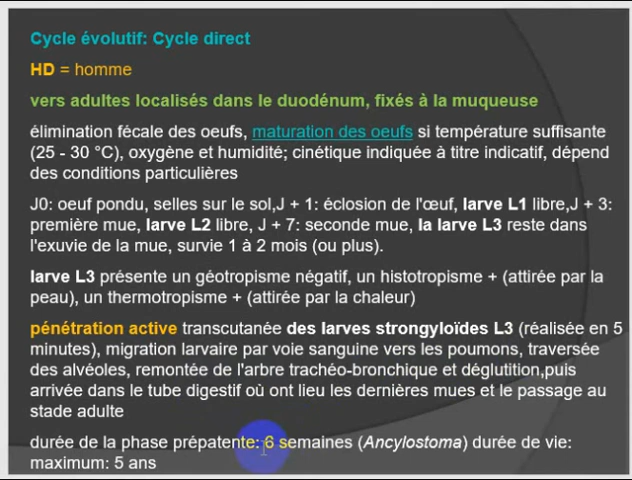 Cycle évolutif: Cycle direct
HD = homme
vers adultes localisés dans le duodénum, fixés à la muqueuse
élimination fécale des oeufs, maturation des oeufs si température suffisante
(25 - 30 °C), oxygène et humidité; cinétique indiquée à titre indicatif, dépend
des conditions particulières
J0: oeuf pondu, selles sur le sol,J + 1: éclosion de l'œuf, larve L1 libre,J + 3:
première mue, larve L2 libre, J + 7: seconde mue, la larve L3 reste dans
l'exuvie de la mue, survie 1 à 2 mois (ou plus).
larve L3 présente un géotropisme négatif, un histotropisme + (attirée par la
peau), un thermotropisme + (attirée par la chaleur)
pénétration active transcutanée des larves strongyloïdes L3 (réalisée en 5
minutes), migration larvaire par voie sanguine vers les poumons, traversée
des alvéoles, remontée de l'arbre trachéo-bronchique et déglutition,puis
arrivée dans le tube digestif où ont lieu les dernières mues et le passage au
stade adulte
durée de la phase prépatente: 6 semaines (Ancylostoma) durée de vie:
maximum: 5 ans